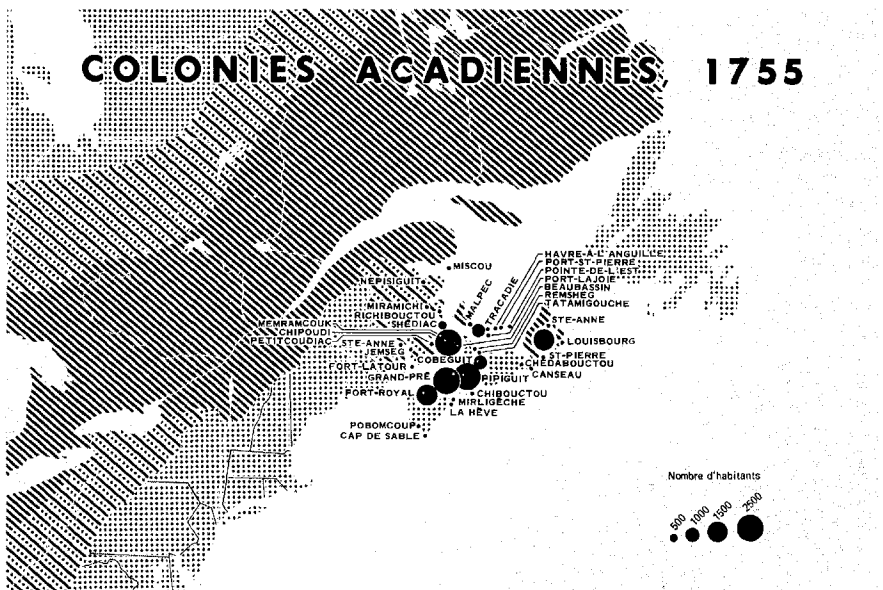 COLONIES ACADIENNES, 1755
HAVRE-À-L'ANGUILLE
PORT-ST-PIERRE
POINTE-DE-L'EST
PORT-LAJOIE
BEAUBASSIN
REMSHEG
TATAMIGOUCHE
MISCOU
NEPISIGUIT
MALPEC
TRACADIE
MIRAMICHI
RICHIBOUCTOU
SHÉDIAC
MEMRAMCOUK
CHIPOUDI
PETITCOUDIAC
STE-ANNE
LOUISBOURG
STE-ANNE
JEMSEG
COBEGUIT
ST-PIERRE
CHEDABOUCTOU
FORT-LATOUR
CANSEAU
GRAND-PRÉ
PIPIGUIT
FORT-ROYAL
CHIBOUCTOU
MIRLIGÈCHE
LA HÈVE
POBOMCOUP
CAP DE SABLE
Nombre d'habitants
500 1000 1500 2500